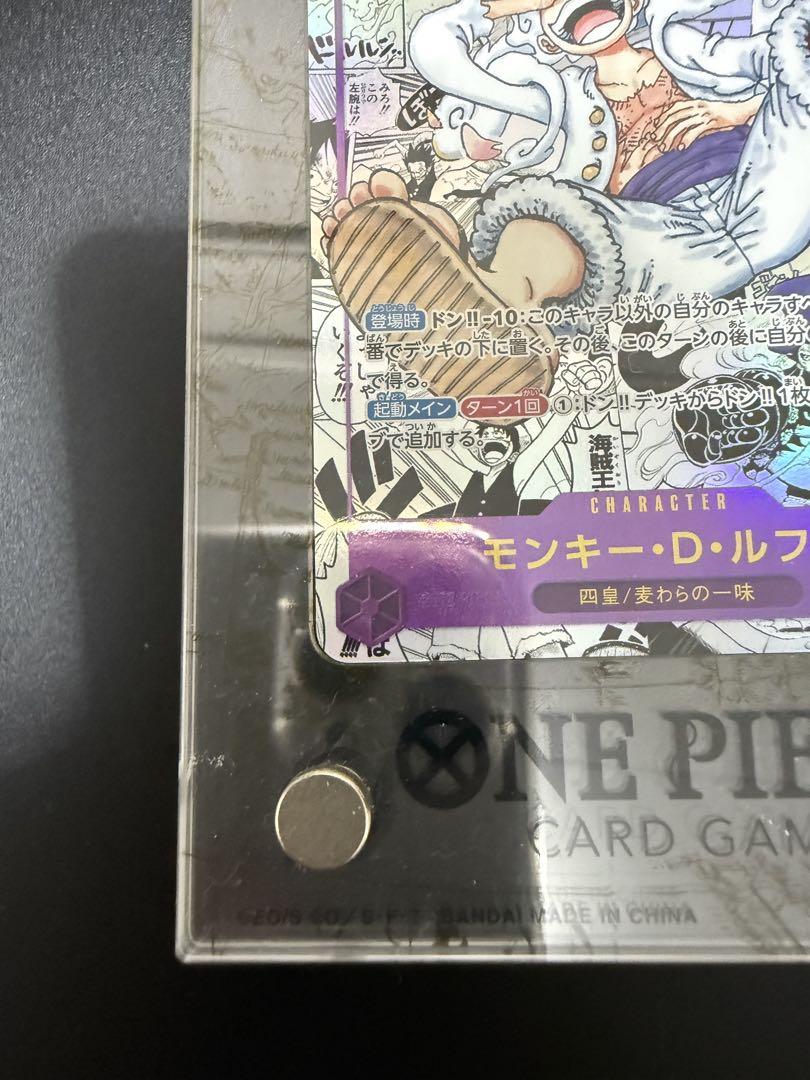 ドルルン
みろ!!
この
左腕は!!
登場時 ドン!!-10:このキャラ以外の自分のキャラす
番でデッキの下に置く。その後、このターンの後に自分
で得る。
起動メイン ターン1回 ①:ドン!!デッキからドン!!1枚
ブで追加する。
海賊王
CHARACTER
モンキー・D・ルフ
四皇/麦わらの一味
ONE PIE
CARD GAM
BANDAI MADE IN CHINA